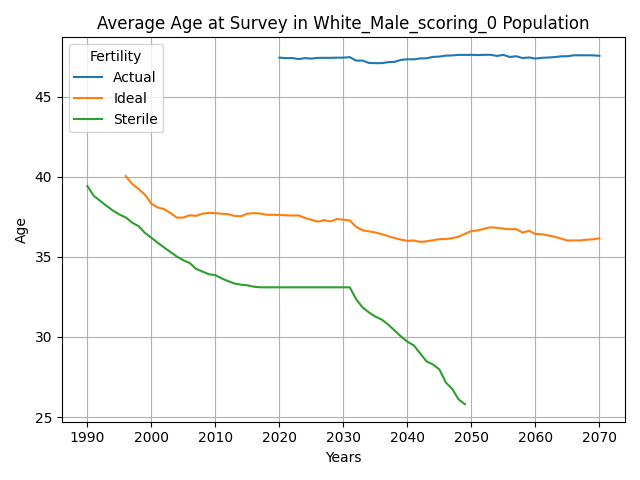 Average Age at Survey in White_Male_scoring_0 Population
Fertility
Actual
Ideal
Sterile
Age
45
40
35
30
25
1990 2000 2010 2020 2030 2040 2050 2060 2070
Years